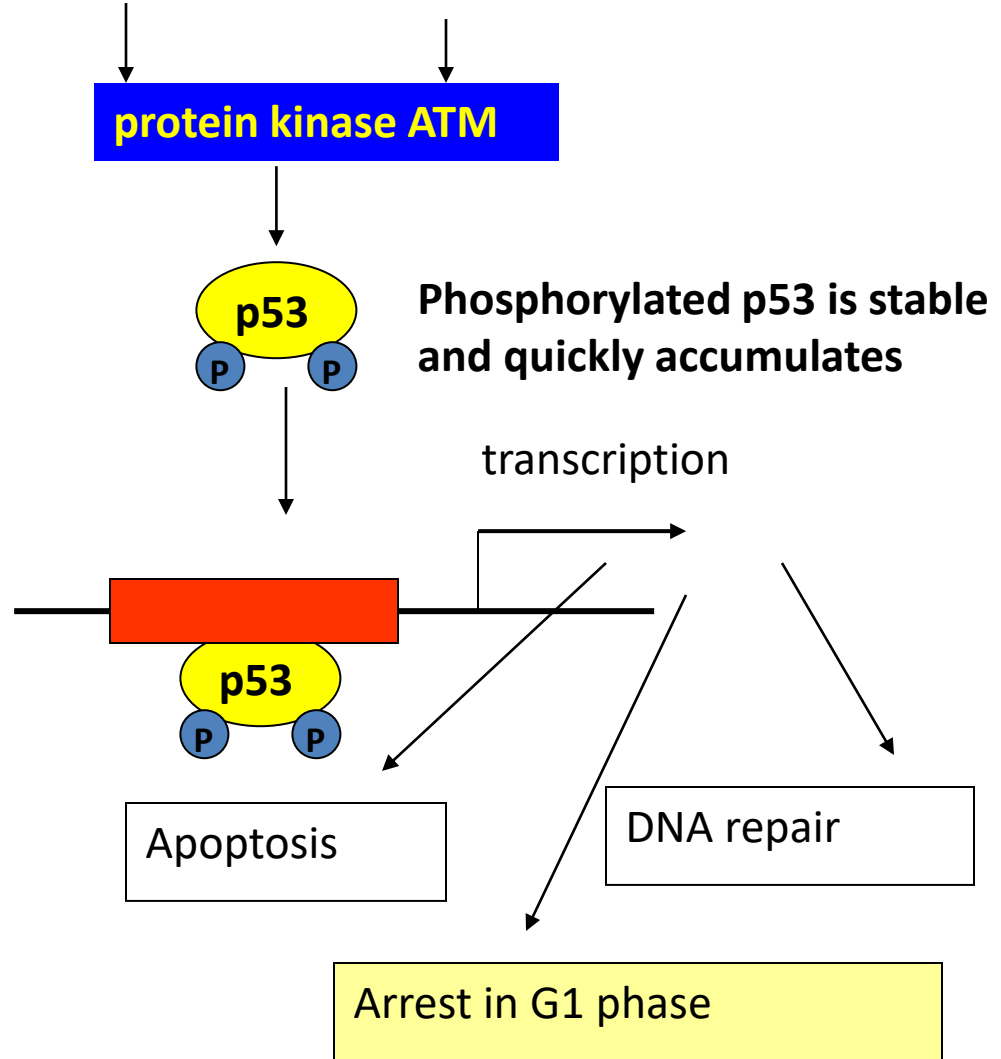 protein kinase ATM
p53
P P
Phosphorylated p53 is stable
and quickly accumulates
transcription
p53
P P
Apoptosis
DNA repair
Arrest in G1 phase